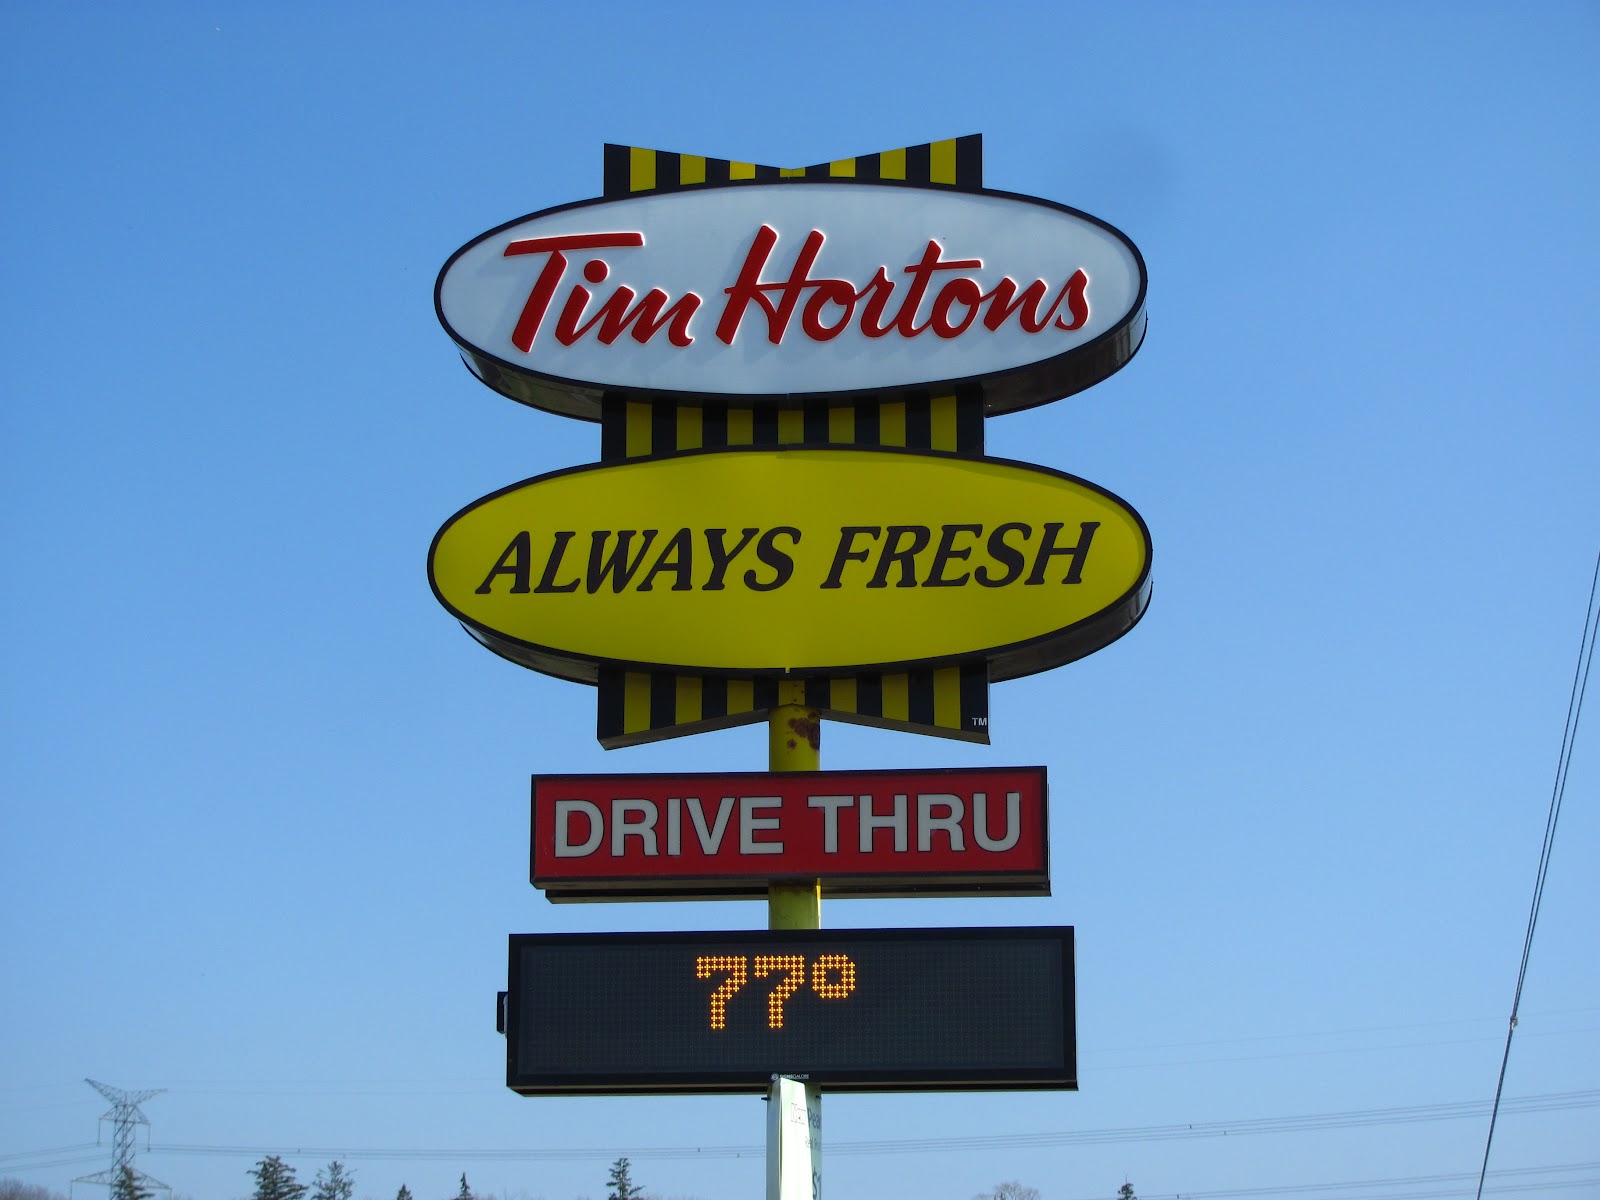 Tim Hortons
ALWAYS FRESH
TM
DRIVE THRU
77°